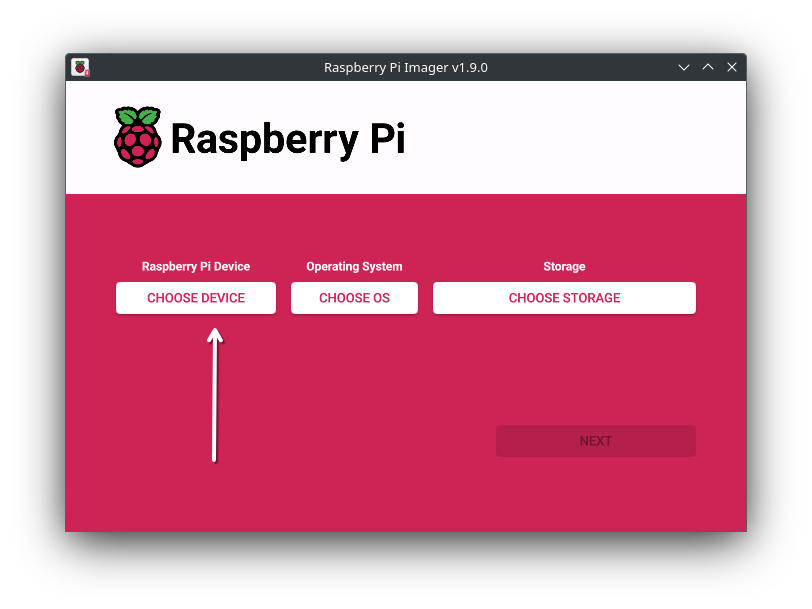 Raspberry Pi Imager v1.9.0
Raspberry Pi
Raspberry Pi Device
Operating System
Storage
CHOOSE DEVICE
CHOOSE OS
CHOOSE STORAGE
NEXT